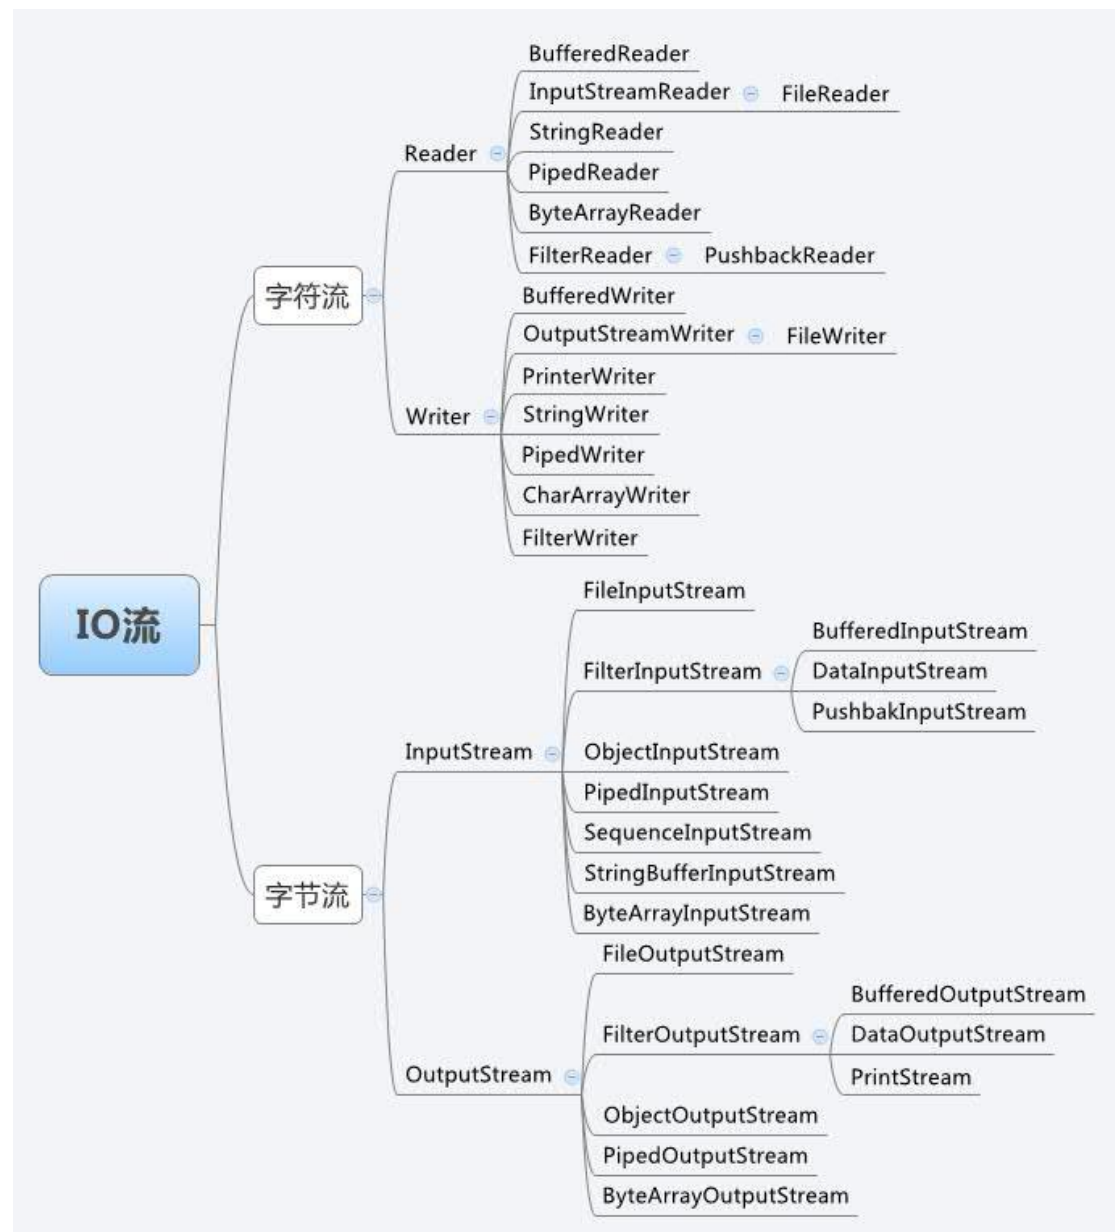 IO流
字符流
Reader
BufferedReader
InputStreamReader
FileReader
StringReader
PipedReader
ByteArrayReader
FilterReader
PushbackReader
Writer
BufferedWriter
OutputStreamWriter
FileWriter
PrinterWriter
StringWriter
PipedWriter
CharArrayWriter
FilterWriter
字节流
InputStream
FileInputStream
FilterInputStream
BufferedInputStream
DataInputStream
PushbakInputStream
ObjectInputStream
PipedInputStream
SequenceInputStream
StringBufferInputStream
ByteArrayInputStream
OutputStream
FileOutputStream
FilterOutputStream
BufferedOutputStream
DataOutputStream
PrintStream
ObjectOutputStream
PipedOutputStream
ByteArrayOutputStream